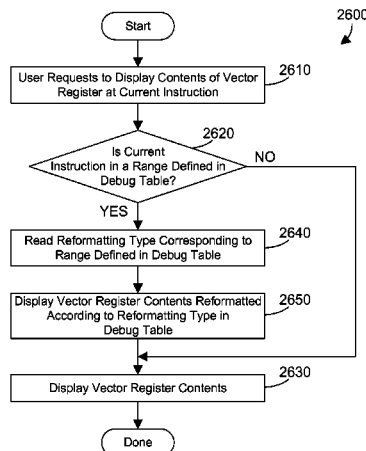 2600
Start
2610
User Requests to Display Contents of Vector
Register at Current Instruction
2620
Is Current
Instruction in a Range Defined in
Debug Table?
NO
YES
2640
Read Reformatting Type Corresponding to
Range Defined in Debug Table
2650
Display Vector Register Contents Reformatted
According to Reformatting Type in
Debug Table
2630
Display Vector Register Contents
Done